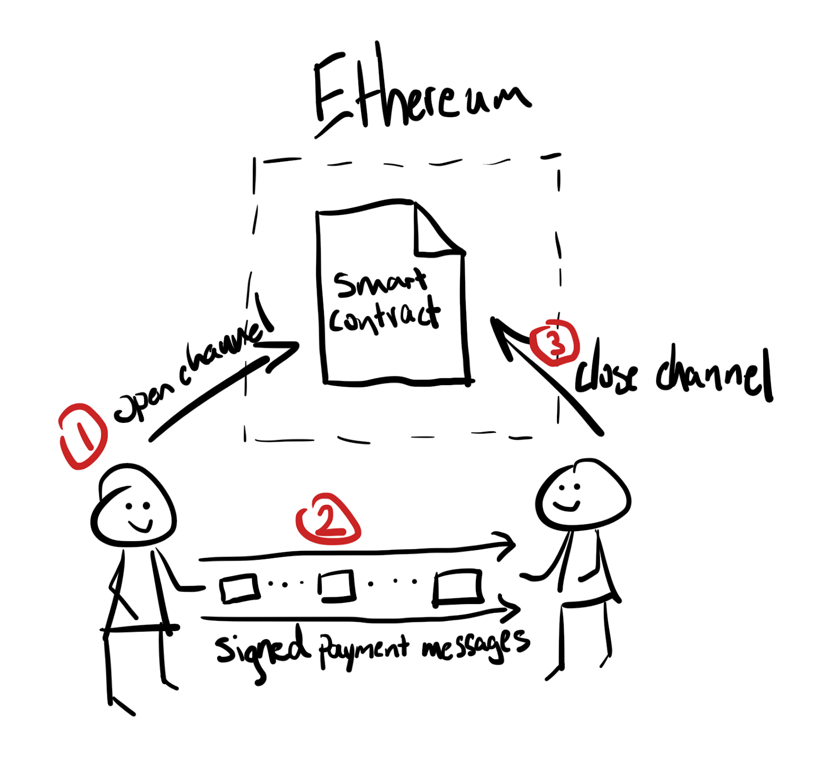 Ethereum
smart
contract
open channel
1
3
close channel
2
signed payment messages